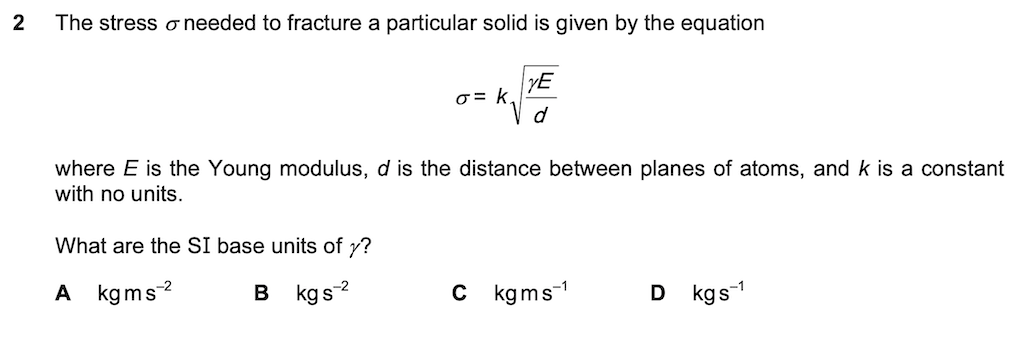 2 The stress σ needed to fracture a particular solid is given by the equation
σ = k√(γE/d)
where E is the Young modulus, d is the distance between planes of atoms, and k is a constant
with no units.
What are the SI base units of γ?
A kg m s⁻² B kg s⁻² C kg m s⁻¹ D kg s⁻¹